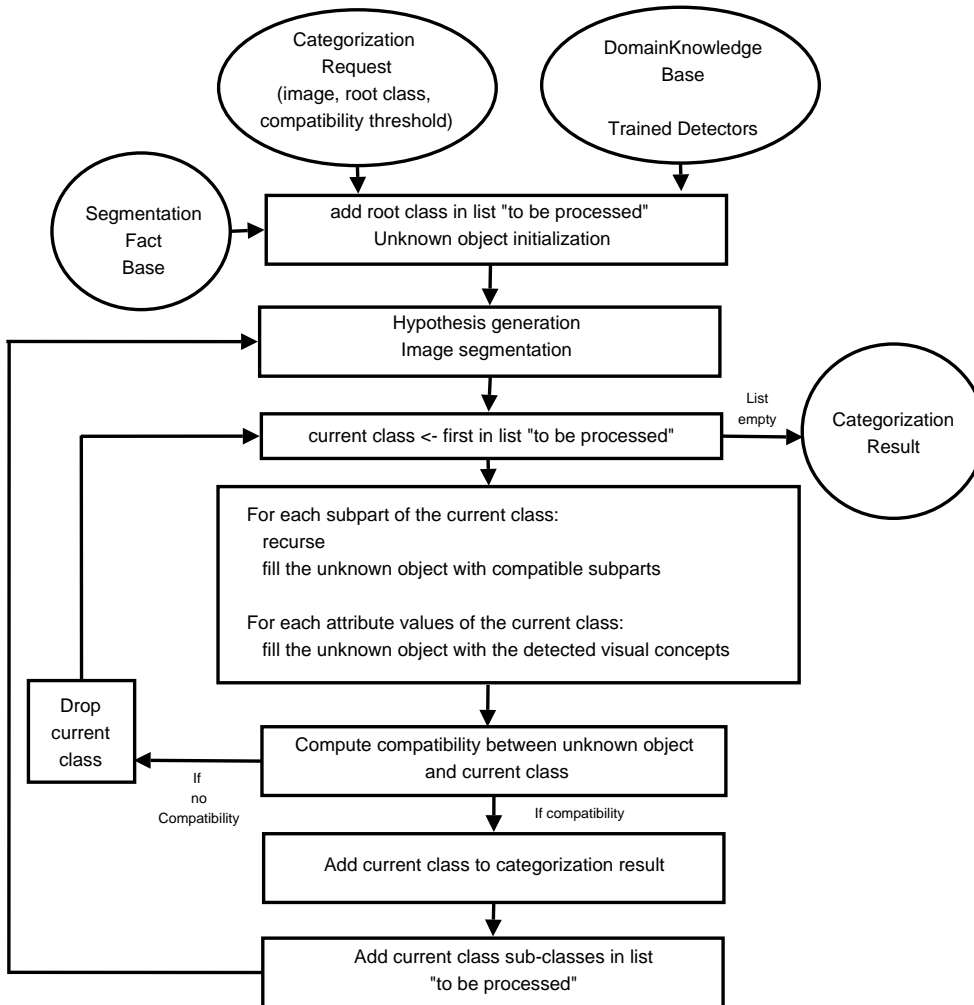 Categorization
Request
(image, root class,
compatibility threshold)
DomainKnowledge
Base
Trained Detectors
Segmentation
Fact
Base
add root class in list "to be processed"
Unknown object initialization
Hypothesis generation
Image segmentation
current class <- first in list "to be processed"
List
empty
Categorization
Result
For each subpart of the current class:
recurse
fill the unknown object with compatible subparts
For each attribute values of the current class:
fill the unknown object with the detected visual concepts
Drop
current
class
If
no
Compatibility
Compute compatibility between unknown object
and current class
If compatibility
Add current class to categorization result
Add current class sub-classes in list
"to be processed"